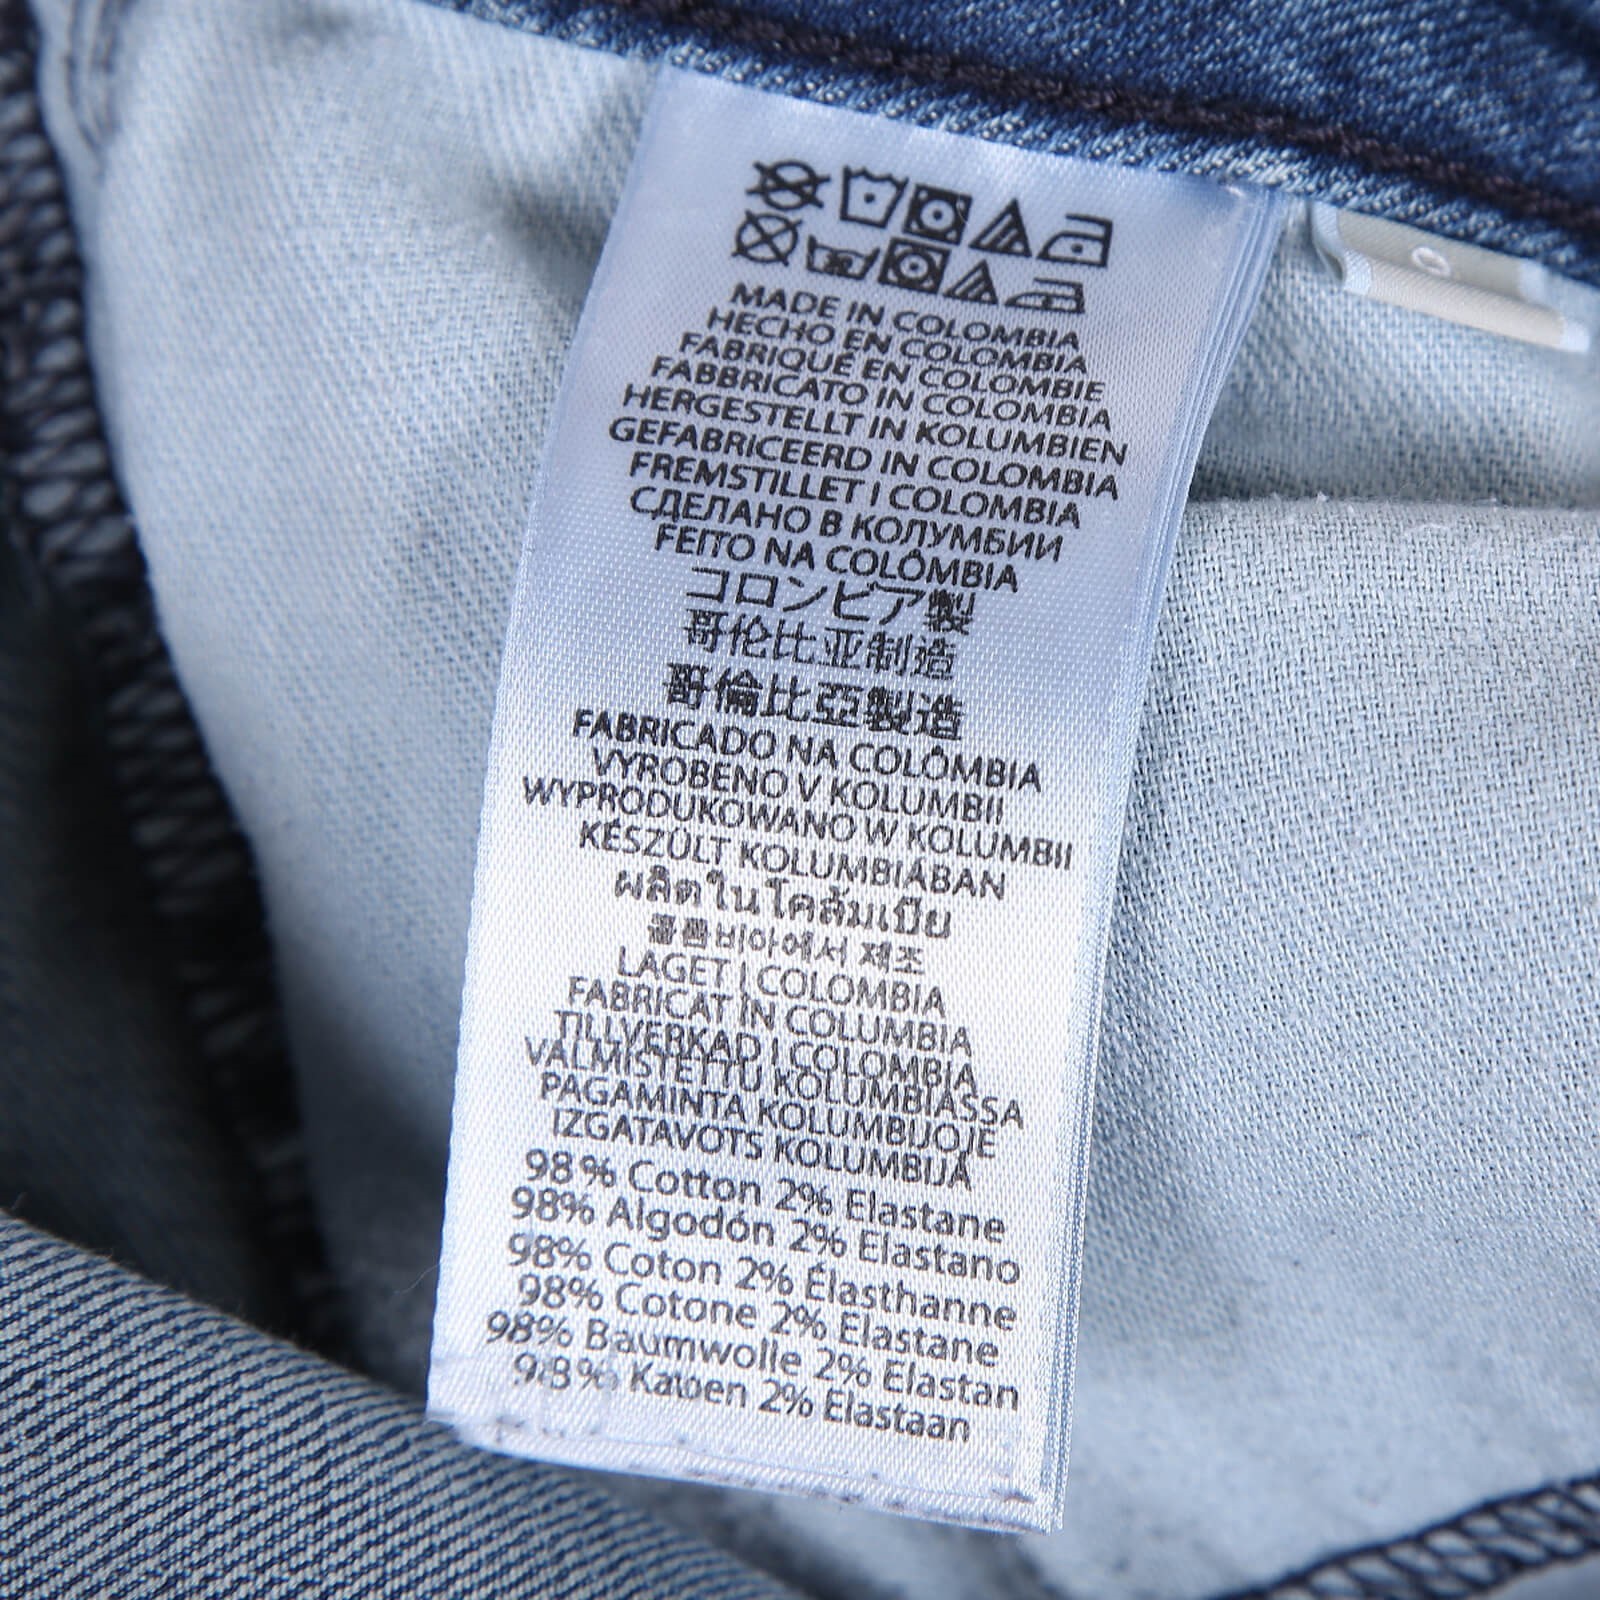 MADE IN COLOMBIA
HECHO EN COLOMBIA
FABRIQUÉ EN COLOMBIE
FABBRICATO IN COLOMBIA
HERGESTELLT IN KOLUMBIEN
GEFABRICEERD IN COLOMBIA
FREMSTILLET I COLOMBIA
СДЕЛАНО В КОЛУМБИИ
FEITO NA COLÔMBIA
コロンビア製
哥伦比亚制造
哥倫比亞製造
FABRICADO NA COLÔMBIA
VYROBENO V KOLUMBII
WYPRODUKOWANO W KOLUMBII
KÉSZÜLT KOLUMBIÁBAN
ผลิตในโคลัมเบีย
콜롬비아에서 제조
LAGET I COLOMBIA
FABRICAT ÎN COLUMBIA
TILLVERKAD I COLOMBIA
VALMISTETTU KOLUMBIASSA
PAGAMINTA KOLUMBIJOJE
IZGATAVOTS KOLUMBIJĀ
98% Cotton 2% Elastane
98% Algodón 2% Elastano
98% Coton 2% Élasthanne
98% Cotone 2% Elastane
98% Baumwolle 2% Elastan
98% Katoen 2% Elastaan